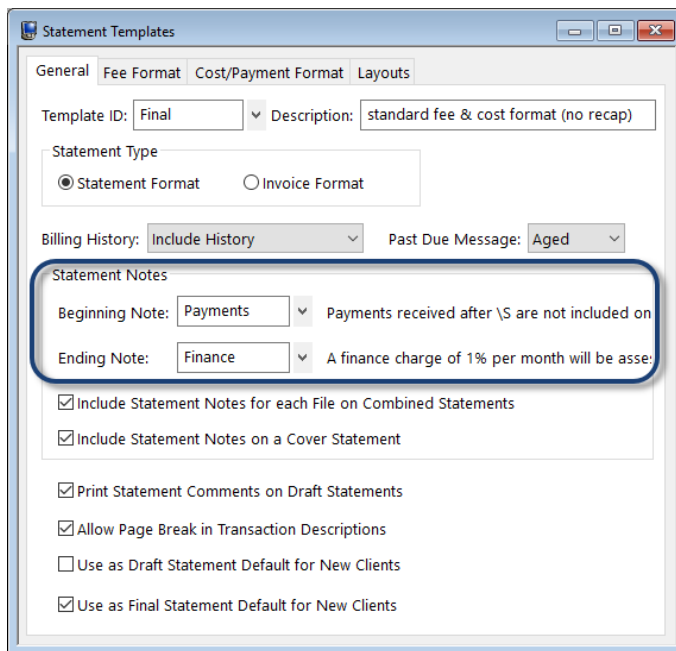 Statement Templates
General Fee Format Cost/Payment Format Layouts
Template ID: Final Description: standard fee & cost format (no recap)
Statement Type
Statement Format Invoice Format
Billing History: Include History Past Due Message: Aged
Statement Notes
Beginning Note: Payments Payments received after \S are not included on
Ending Note: Finance A finance charge of 1% per month will be asse
Include Statement Notes for each File on Combined Statements
Include Statement Notes on a Cover Statement
Print Statement Comments on Draft Statements
Allow Page Break in Transaction Descriptions
Use as Draft Statement Default for New Clients
Use as Final Statement Default for New Clients